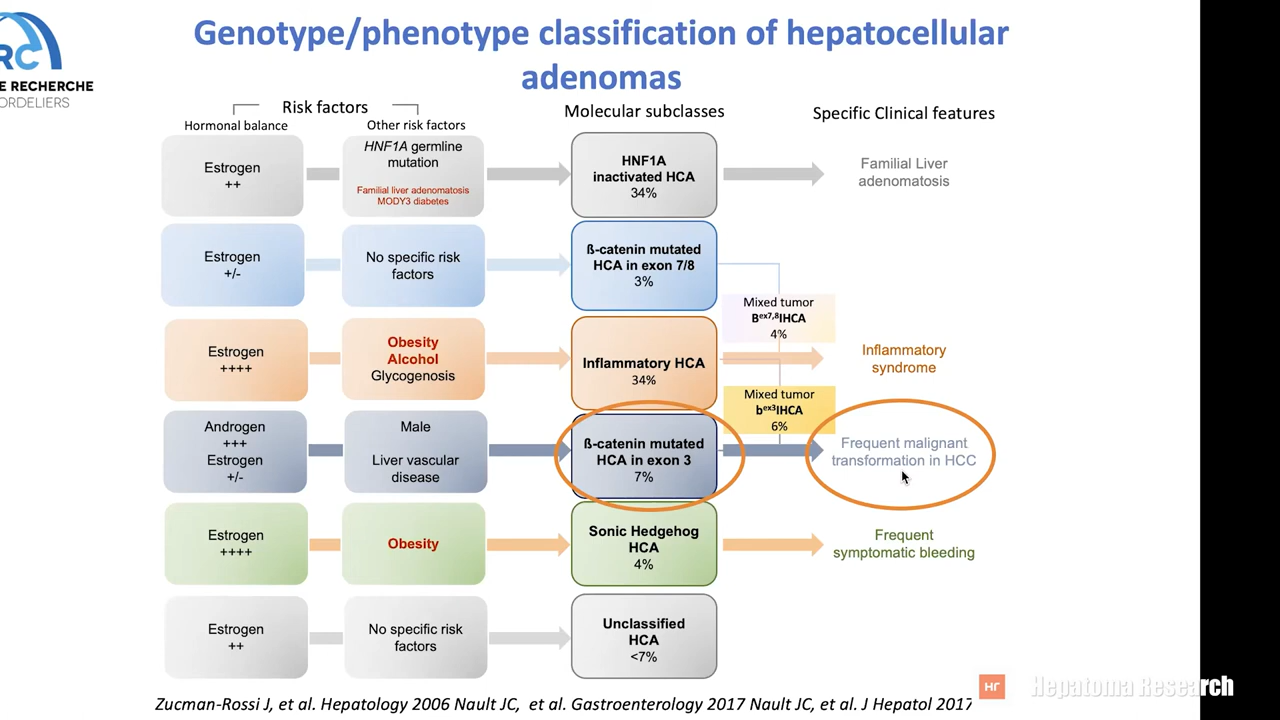 Genotype/phenotype classification of hepatocellular
adenomas
RC
E RECHERCHE
ORDELIERS
Risk factors
Hormonal balance
Other risk factors
Molecular subclasses
Specific Clinical features
Estrogen
++
HNF1A germline
mutation
Familial liver adenomatosis
MODY3 diabetes
HNF1A
inactivated HCA
34%
Familial Liver
adenomatosis
Estrogen
+/-
No specific risk
factors
ß-catenin mutated
HCA in exon 7/8
3%
Mixed tumor
Bex7,8IHCA
4%
Estrogen
++++
Obesity
Alcohol
Glycogenosis
Inflammatory HCA
34%
Inflammatory
syndrome
Mixed tumor
bex3IHCA
6%
Androgen
+++
Estrogen
+/-
Male
Liver vascular
disease
ß-catenin mutated
HCA in exon 3
7%
Frequent malignant
transformation in HCC
Estrogen
++++
Obesity
Sonic Hedgehog
HCA
4%
Frequent
symptomatic bleeding
Estrogen
++
No specific risk
factors
Unclassified
HCA
<7%
Zucman-Rossi J, et al. Hepatology 2006 Nault JC, et al. Gastroenterology 2017 Nault JC, et al. J Hepatol 2017
HR Hepatoma Research